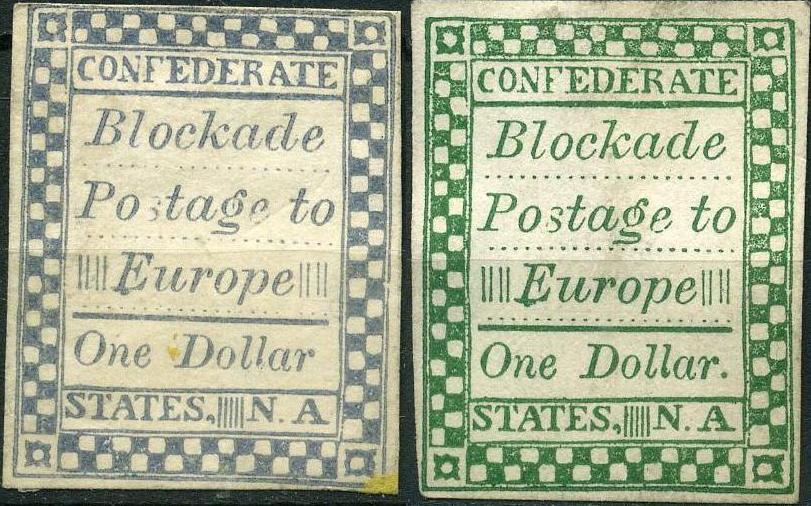 CONFEDERATE
Blockade
Postage to
Europe
One Dollar
STATES, N. A
CONFEDERATE
Blockade
Postage to
Europe
One Dollar.
STATES, N. A